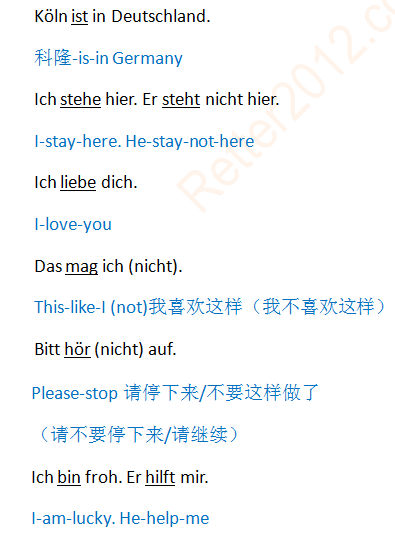 Köln ist in Deutschland.
科隆-is-in Germany
Ich stehe hier. Er steht nicht hier.
I-stay-here. He-stay-not-here
Ich liebe dich.
I-love-you
Das mag ich (nicht).
This-like-I (not)我喜欢这样（我不喜欢这样）
Bitt hör (nicht) auf.
Please-stop 请停下来/不要这样做了
（请不要停下来/请继续）
Ich bin froh. Er hilft mir.
I-am-lucky. He-help-me
Retter2012.co